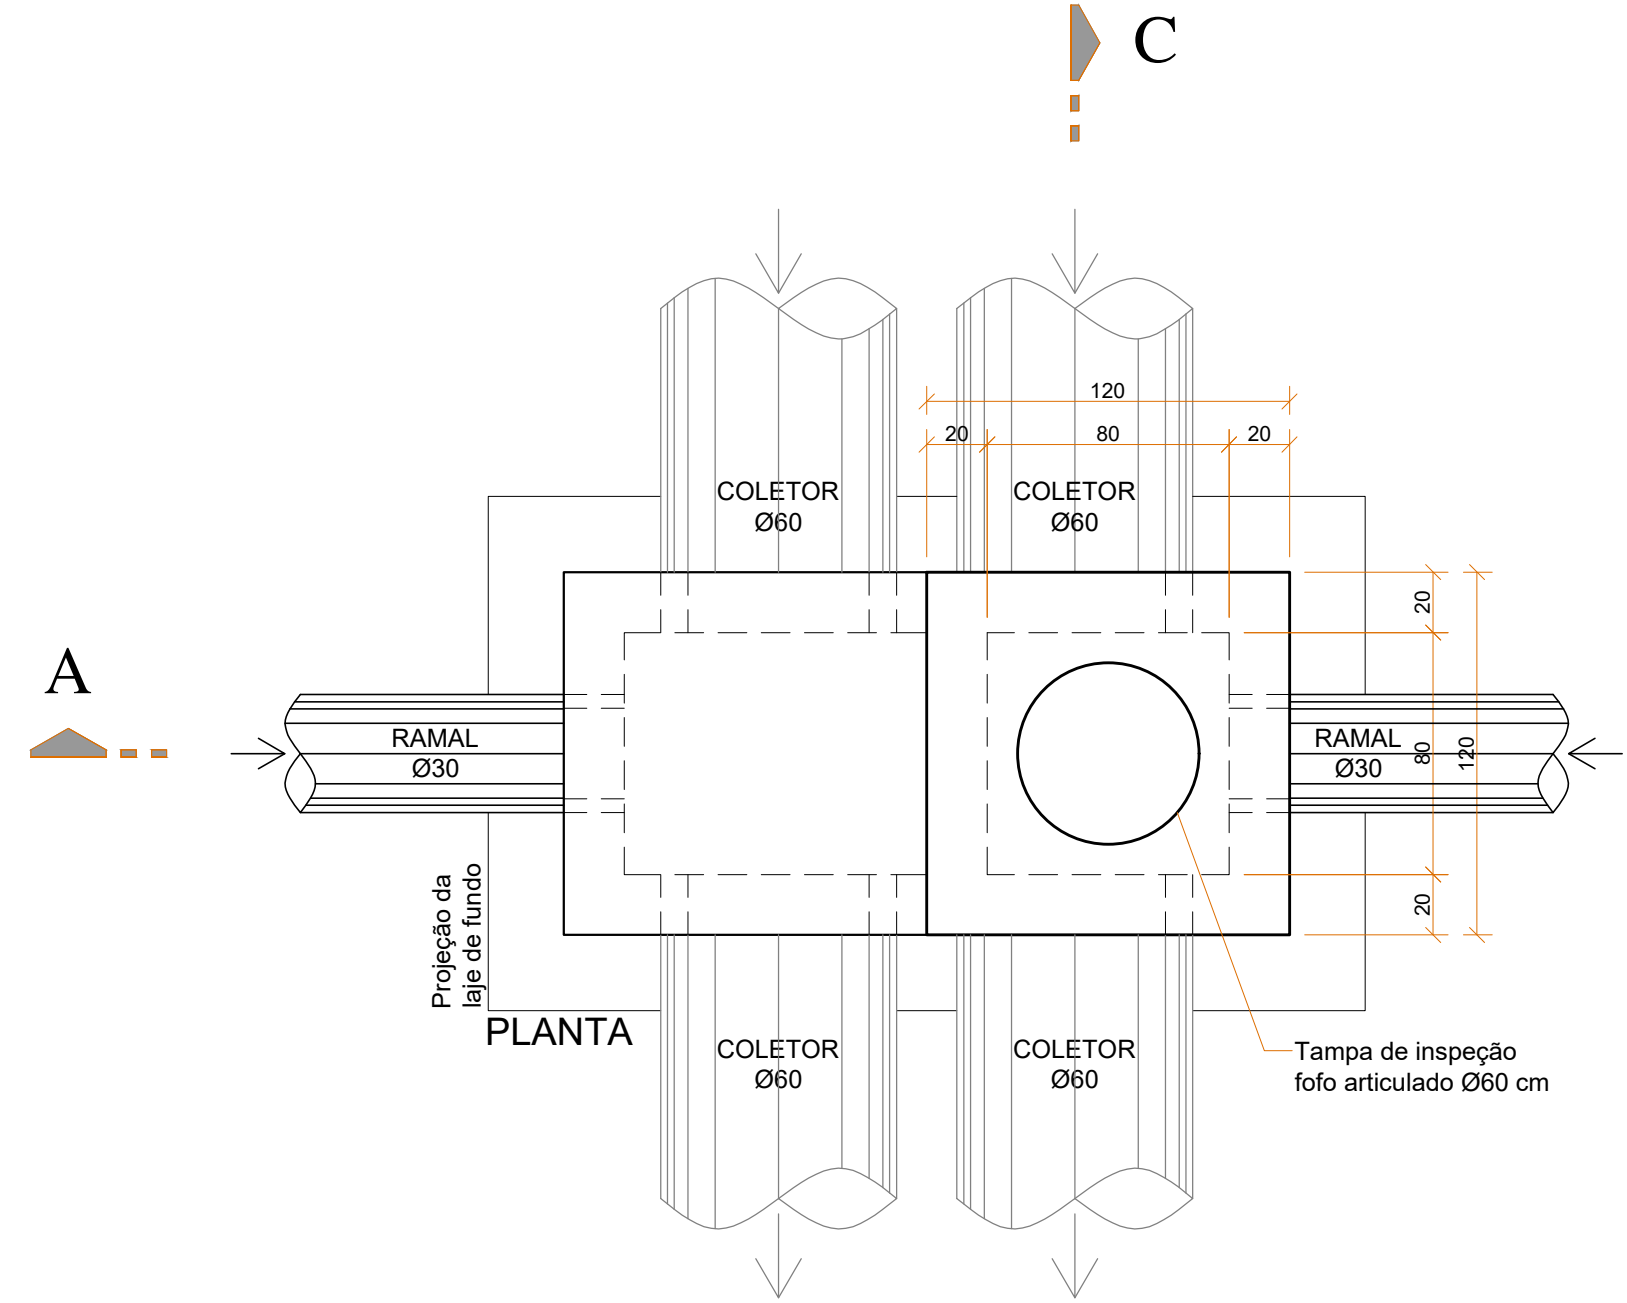 C
120
20
80
20
COLETOR
Ø60
COLETOR
Ø60
20
80
120
20
A
RAMAL
Ø30
RAMAL
Ø30
Projeção da
laje de fundo
PLANTA
COLETOR
Ø60
COLETOR
Ø60
Tampa de inspeção
fofo articulado Ø60 cm